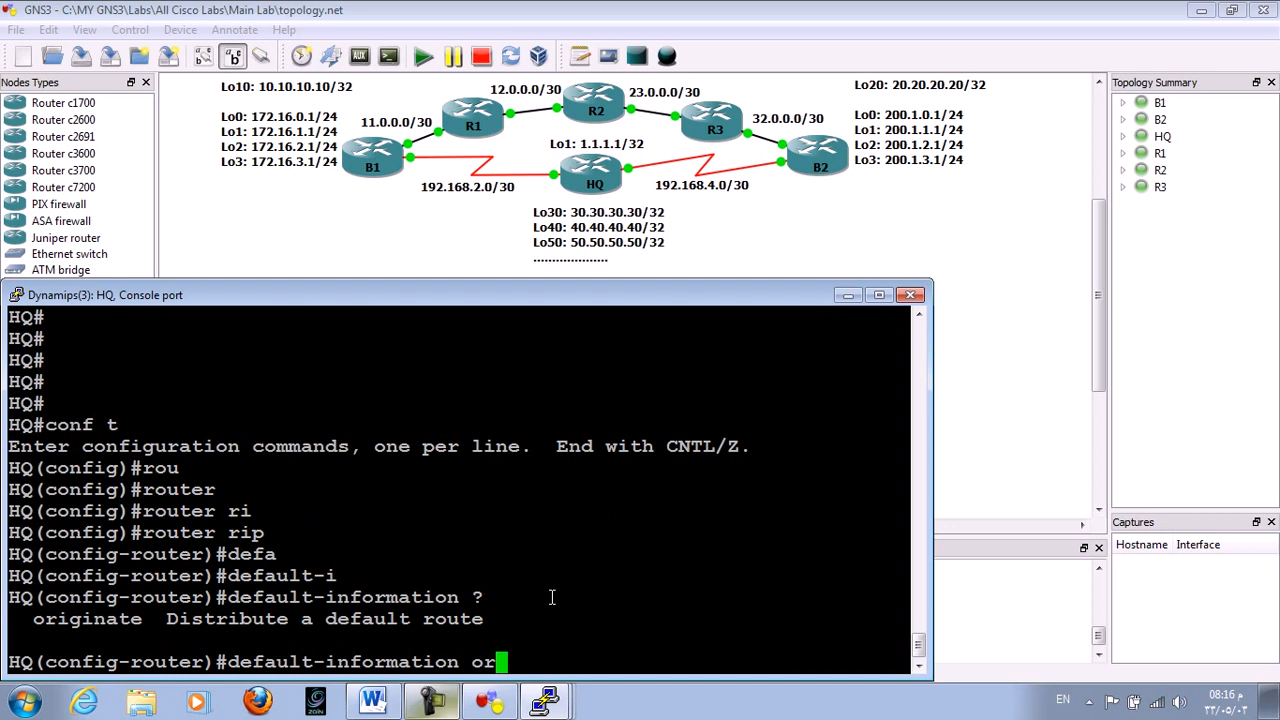 GNS3 - C:\MY GNS3\Labs\All Cisco Labs\Main Lab\topology.net
File Edit View Control Device Annotate Help
Nodes Types
Router c1700
Router c2600
Router c2691
Router c3600
Router c3700
Router c7200
PIX firewall
ASA firewall
Juniper router
Ethernet switch
ATM bridge
Lo10: 10.10.10.10/32
Lo0: 172.16.0.1/24
Lo1: 172.16.1.1/24
Lo2: 172.16.2.1/24
Lo3: 172.16.3.1/24
11.0.0.0/30
12.0.0.0/30
23.0.0.0/30
32.0.0.0/30
R1
R2
R3
B1
HQ
B2
Lo1: 1.1.1.1/32
192.168.2.0/30
192.168.4.0/30
Lo30: 30.30.30.30/32
Lo40: 40.40.40.40/32
Lo50: 50.50.50.50/32
...................
Lo20: 20.20.20.20/32
Lo0: 200.1.0.1/24
Lo1: 200.1.1.1/24
Lo2: 200.1.2.1/24
Lo3: 200.1.3.1/24
Topology Summary
B1
B2
HQ
R1
R2
R3
Captures
Hostname Interface
Dynamips(3): HQ, Console port
HQ#
HQ#
HQ#
HQ#
HQ#
HQ#conf t
Enter configuration commands, one per line.  End with CNTL/Z.
HQ(config)#rou
HQ(config)#router
HQ(config)#router ri
HQ(config)#router rip
HQ(config-router)#defa
HQ(config-router)#default-i
HQ(config-router)#default-information ?
originate  Distribute a default route
HQ(config-router)#default-information or
AUX
zain
EN
08:16 م
٣٣/٠٥/٠٣